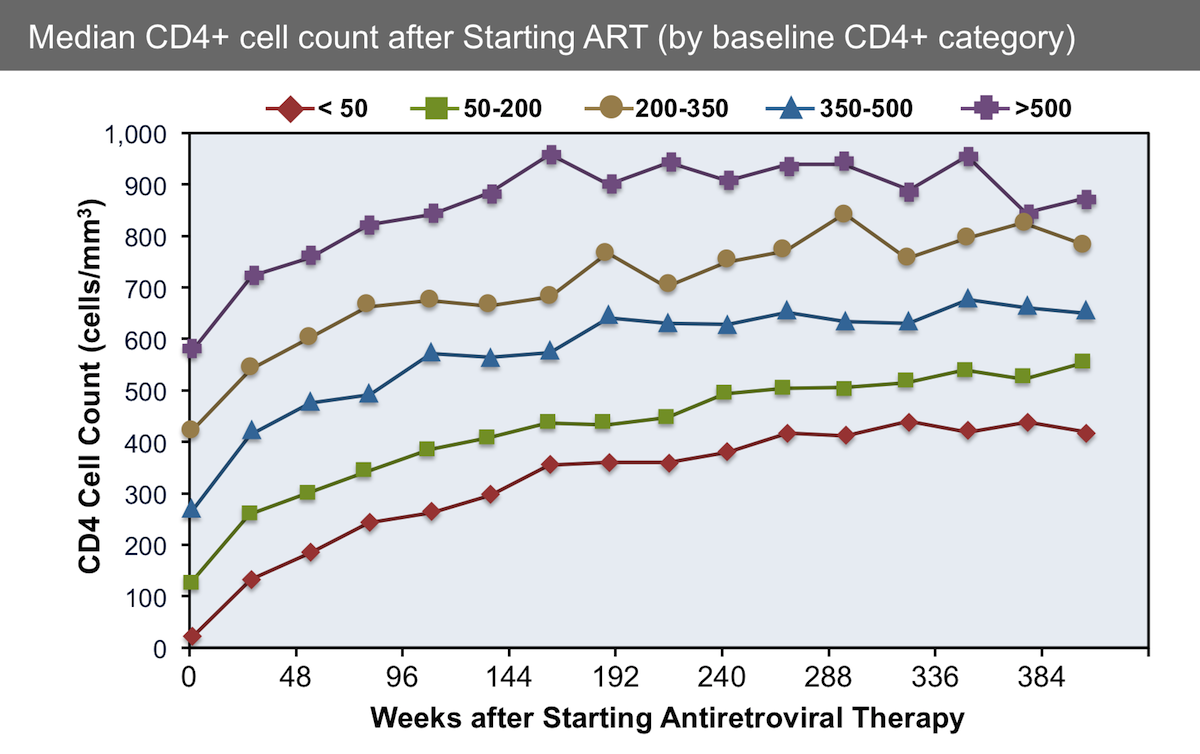 Median CD4+ cell count after Starting ART (by baseline CD4+ category)
< 50 50-200 200-350 350-500 >500
1,000
900
800
700
600
500
400
300
200
100
0
CD4 Cell Count (cells/mm³)
0 48 96 144 192 240 288 336 384
Weeks after Starting Antiretroviral Therapy